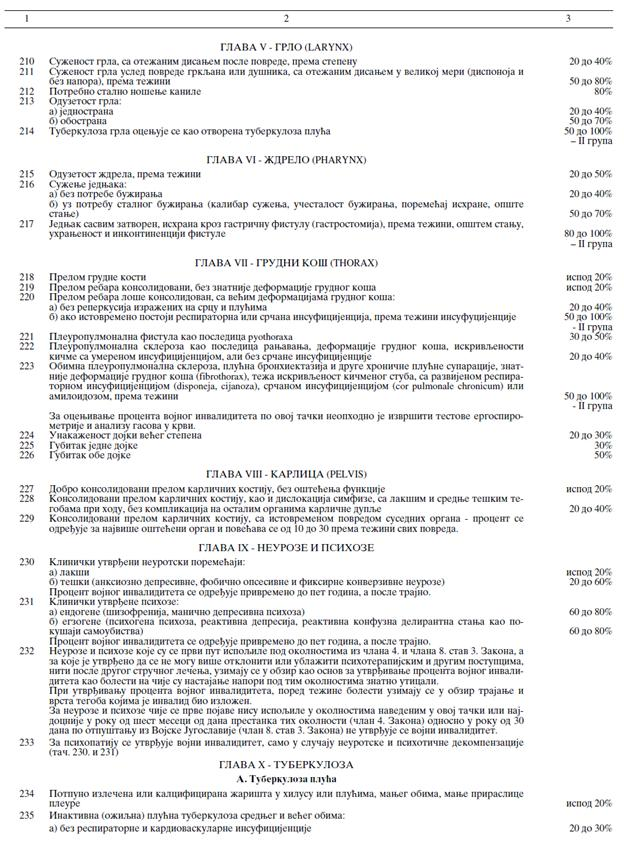 1 2 3
ГЛАВА V - ГРЛО (LARYNX)
210 Суженост грла, са отежаним дисањем после повреде, према степену 20 до 40%
211 Суженост грла услед повреде гркљана или душника, са отежаним дисањем у великој мери (диспоноја и
без напора), према тежини 50 до 80%
212 Потребно стално ношење каниле 80%
213 Одузетост грла:
а) једнострана 20 до 40%
б) обострана 50 до 70%
214 Туберкулоза грла оцењује се као отворена туберкулоза плућа 50 до 100%
– II група
ГЛАВА VI - ЖДРЕЛО (PHARYNX)
215 Одузетост ждрела, према тежини 20 до 50%
216 Сужење једњака:
а) без потребе бужирања 20 до 40%
б) уз потребу сталног бужирања (калибар сужења, учесталост бужирања, поремећај исхране, опште
стање) 50 до 70%
217 Једњак сасвим затворен, исхрана кроз гастричну фистулу (гастростомија), према тежини, општем стању,
ухрањеност и инконтиненцији фистуле 80 до 100%
– II група
ГЛАВА VII - ГРУДНИ КОШ (THORAX)
218 Прелом грудне кости испод 20%
219 Прелом ребара консолидовани, без знатније деформације грудног коша испод 20%
220 Прелом ребара лоше консолидован, са већим деформацијама грудног коша:
а) без реперкусија изражених на срцу и плућима 20 до 40%
б) ако истовремено постоји респираторна или срчана инсуфицијенција, према тежини инсуфуцијенције 50 до 100%
- II група
221 Плеуропулмонална фистула као последица pyothoraxa 30 до 50%
222 Плеуропулмонална склероза као последица рањавања, деформације грудног коша, искривљености
кичме са умереном инсуфицијенцијом, али без срчане инсуфицијенције 20 до 40%
223 Обимна плеуропулмонална склероза, плућна бронхиектазија и друге хроничне плућне супарације, знат-
није деформације грудног коша (fibrothorax), тежа искривљеност кичменог стуба, са развијеном респира-
торном инсуфицијенцијом (диспонеја, цијаноза), срчаном инсуфицијенцијом (cor pulmonale chronicum) или
амилоидозом, према тежини 50 до 100%
- II група
За оцењивање процента војног инвалидитета по овој тачки неопходно је извршити тестове ергоспиро-
метрије и анализу гасова у крви.
224 Унакаженост дојки већег степена 20 до 30%
225 Губитак једне дојке 30%
226 Губитак обе дојке 50%
ГЛАВА VIII - КАРЛИЦА (PELVIS)
227 Добро консолидовани прелом карличних костију, без оштећења функције испод 20%
228 Консолидовани прелом карличних костију, као и дислокација симфизе, са лакшим и средње тешким те-
гобама при ходу, без компликација на осталим органима карличне дупље 20 до 40%
229 Консолидовани прелом карличних костију, са истовременом повредом суседних органа - процент се
одређује за највише оштећени орган и повећава се од 10 до 30 према тежини свих повреда.
ГЛАВА IX - НЕУРОЗЕ И ПСИХОЗЕ
230 Клинички утврђени неуротски поремећаји:
а) лакши испод 20%
б) тешки (анксиозно депресивне, фобично опсесивне и фиксирне конверзивне неурозе) 20 до 60%
Процент војног инвалидитета се одређује привремено до пет година, а после трајно.
231 Клинички утврђене психозе:
а) ендогене (шизофренија, манично депресивна психоза) 60 до 80%
б) егзогене (психогена психоза, реактивна депресија, реактивна конфузна делирантна стања као по-
кушаји самоубиства) 60 до 80%
Процент војног инвалидитета се одређује привремено до пет година, а после трајно.
232 Неурозе и психозе које су се први пут испољиле под околностима из члана 4. и члана 8. став 3. Закона, а
за које је утврђено да се не могу више отклонити или ублажити психотерапијским и другим поступцима,
нити после другог стручног лечења, узимају се у обзир као основ за утврђивање процента војног инвали-
дитета као болести на чије су настајање напори под тим околностима знатно утицали.
При утврђивању процента војног инвалидитета, поред тежине болести узимају се у обзир трајање и
врста тегоба којима је инвалид био изложен.
За неурозе и психозе чије се прве појаве нису испољиле у околностима наведеним у овој тачки или нај-
доцније у року од шест месеци од дана престанка тих околности (члан 4. Закона) односно у року од 30
дана по отпуштању из Војске Југославије (члан 8. став 3. Закона) не утврђује се војни инвалидитет.
233 За психопатију се утврђује војни инвалидитет, само у случају неуротске и психотичне декомпензације
(тач. 230. и 231)
ГЛАВА X - ТУБЕРКУЛОЗА
А. Туберкулоза плућа
234 Потпуно излечена или калцифицирана жаришта у хилусу или плућима, мањег обима, мање прираслице
плеуре испод 20%
235 Инактивна (ожиљна) плућна туберкулоза средњег и већег обима:
а) без респираторне и кардиоваскуларне инсуфицијенције 20 до 30%